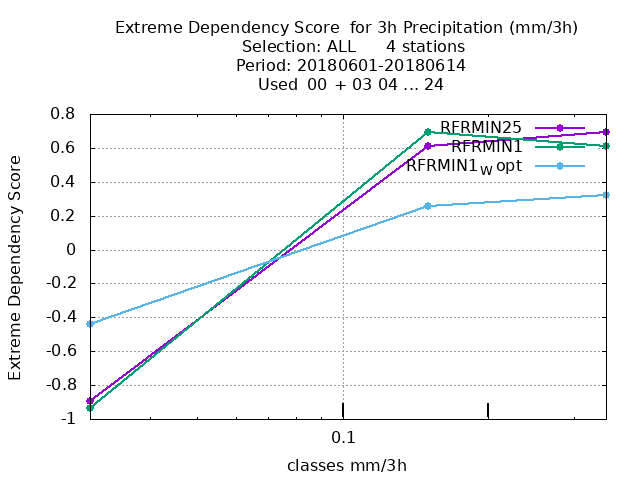 Extreme Dependency Score  for 3h Precipitation (mm/3h)
Selection: ALL      4 stations
Period: 20180601-20180614
Used  00 + 03 04 ... 24
0.8
0.6
0.4
0.2
0
-0.2
-0.4
-0.6
-0.8
-1
Extreme Dependency Score
RFRMIN25
RFRMIN1
RFRMIN1W opt
0.1
classes mm/3h